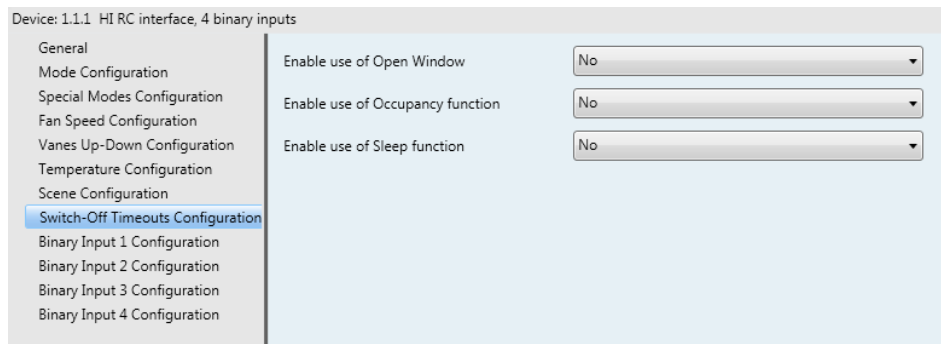 Device: 1.1.1 HI RC interface, 4 binary inputs
General
Mode Configuration
Special Modes Configuration
Fan Speed Configuration
Vanes Up-Down Configuration
Temperature Configuration
Scene Configuration
Switch-Off Timeouts Configuration
Binary Input 1 Configuration
Binary Input 2 Configuration
Binary Input 3 Configuration
Binary Input 4 Configuration
Enable use of Open Window No
Enable use of Occupancy function No
Enable use of Sleep function No